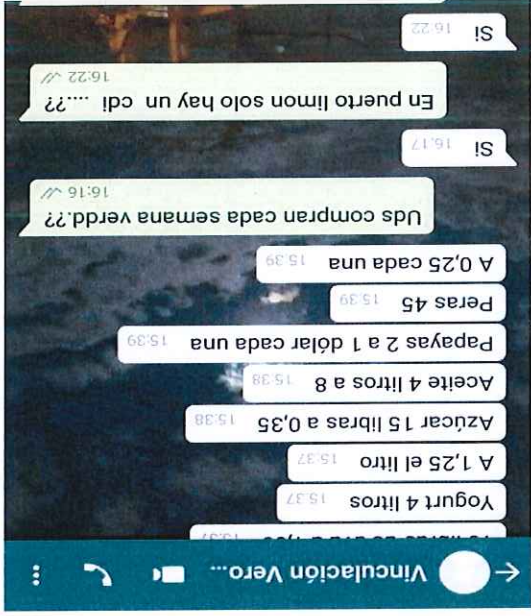 Vinculación Vero...
15:37
Yogurt 4 litros 15:37
A 1,25 el litro 15:37
Azúcar 15 libras a 0,35 15:38
Aceite 4 litros a 8 15:38
Papayas 2 a 1 dólar cada una 15:39
Peras 45 15:39
A 0,25 cada una 15:39
Uds compran cada semana verdd.?? 16:16
Si 16:17
En puerto limon hay solo un cdi ....?? 16:22
Si 16:22